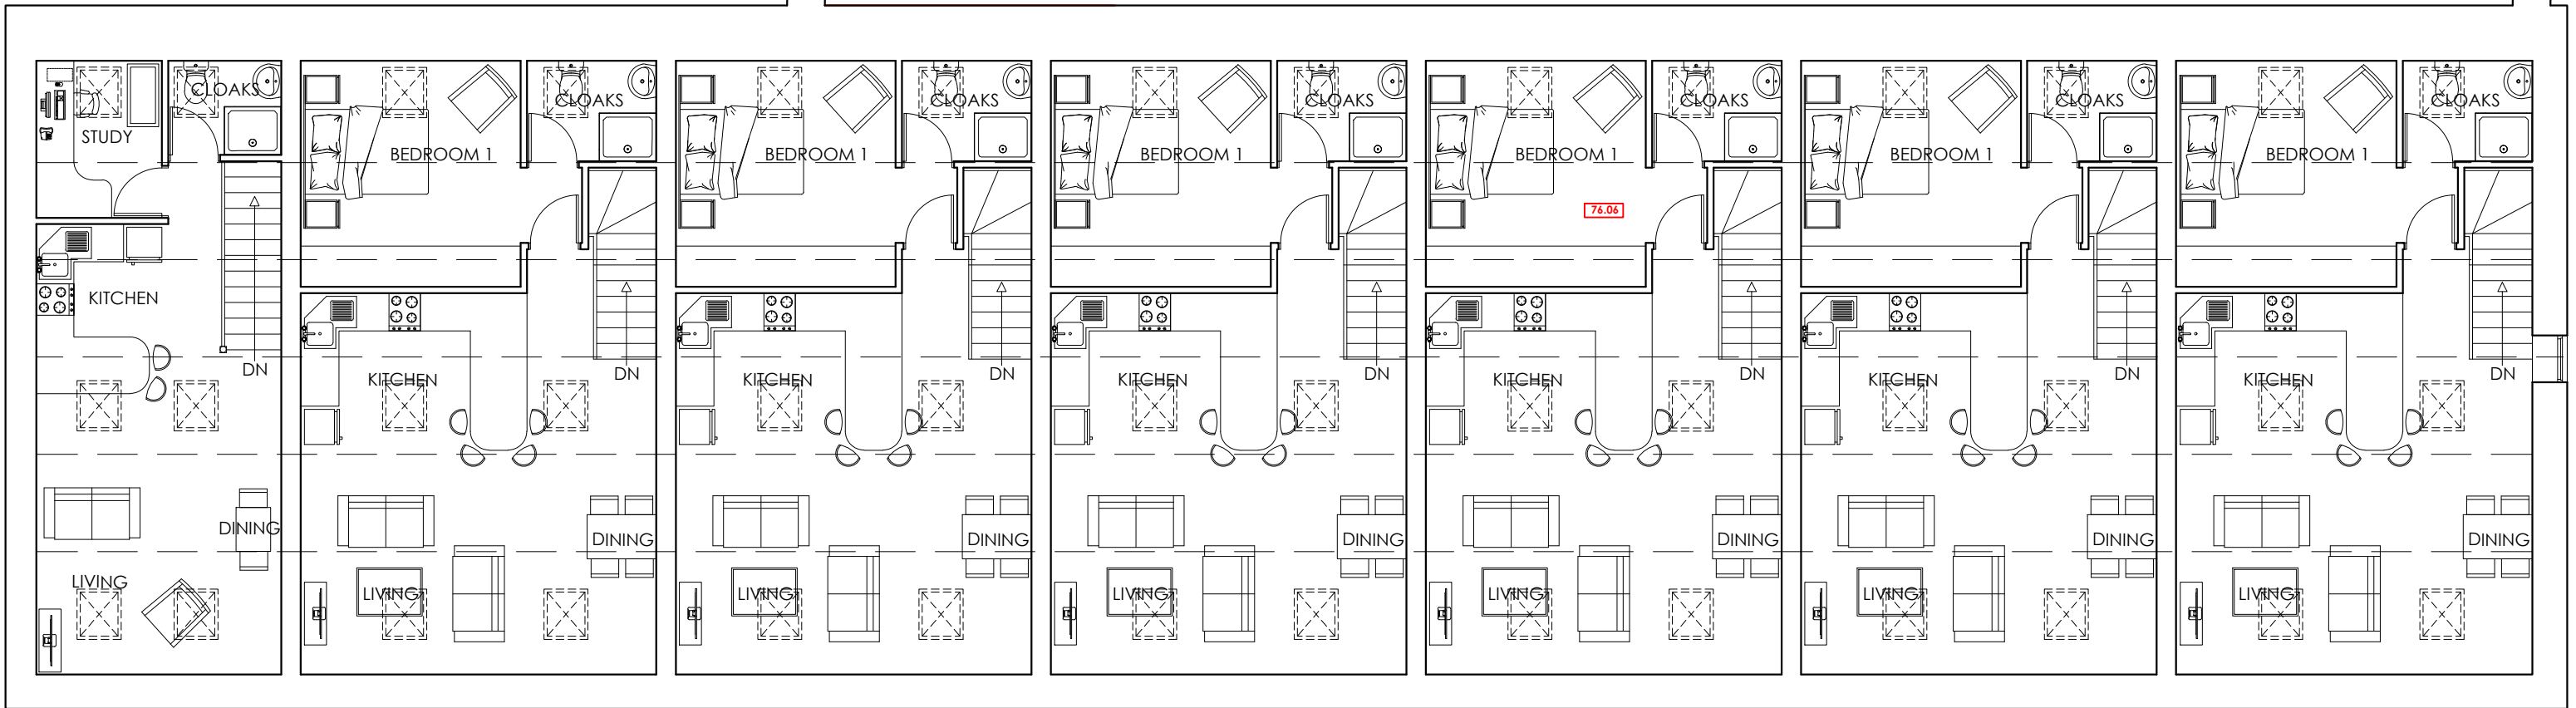 CLOAKS
CLOAKS
CLOAKS
CLOAKS
CLOAKS
CLOAKS
CLOAKS
STUDY
BEDROOM 1
BEDROOM 1
BEDROOM 1
BEDROOM 1
BEDROOM 1
BEDROOM 1
76.06
KITCHEN
DN
DN
DN
DN
DN
DN
DN
KITCHEN
KITCHEN
KITCHEN
KITCHEN
KITCHEN
KITCHEN
DINING
DINING
DINING
DINING
DINING
DINING
DINING
LIVING
LIVING
LIVING
LIVING
LIVING
LIVING
LIVING